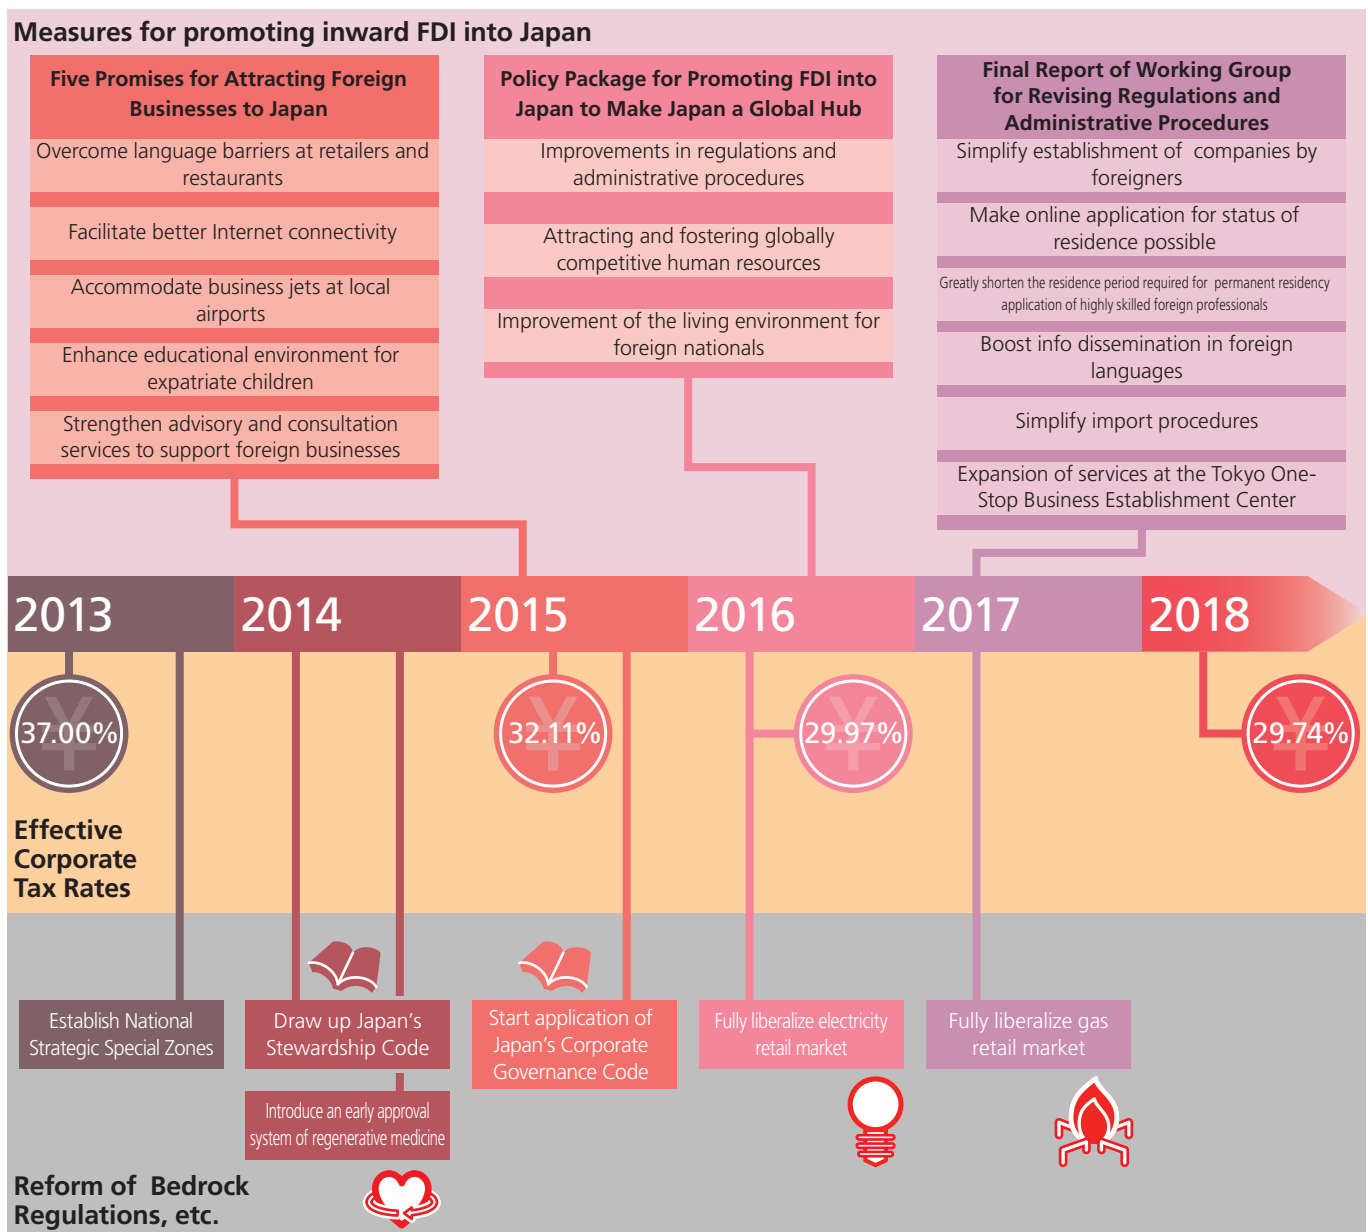 Measures for promoting inward FDI into Japan
Five Promises for Attracting Foreign
Businesses to Japan
Overcome language barriers at retailers and
restaurants
Facilitate better Internet connectivity
Accommodate business jets at local
airports
Enhance educational environment for
expatriate children
Strengthen advisory and consultation
services to support foreign businesses
Policy Package for Promoting FDI into
Japan to Make Japan a Global Hub
Improvements in regulations and
administrative procedures
Attracting and fostering globally
competitive human resources
Improvement of the living environment for
foreign nationals
Final Report of Working Group
for Revising Regulations and
Administrative Procedures
Simplify establishment of companies by
foreigners
Make online application for status of
residence possible
Greatly shorten the residence period required for permanent residency
application of highly skilled foreign professionals
Boost info dissemination in foreign
languages
Simplify import procedures
Expansion of services at the Tokyo One-
Stop Business Establishment Center
2013
2014
2015
2016
2017
2018
¥
37.00%
¥
32.11%
¥
29.97%
¥
29.74%
Effective
Corporate
Tax Rates
Establish National
Strategic Special Zones
Draw up Japan's
Stewardship Code
Introduce an early approval
system of regenerative medicine
Start application of
Japan's Corporate
Governance Code
Fully liberalize electricity
retail market
Fully liberalize gas
retail market
Reform of Bedrock
Regulations, etc.